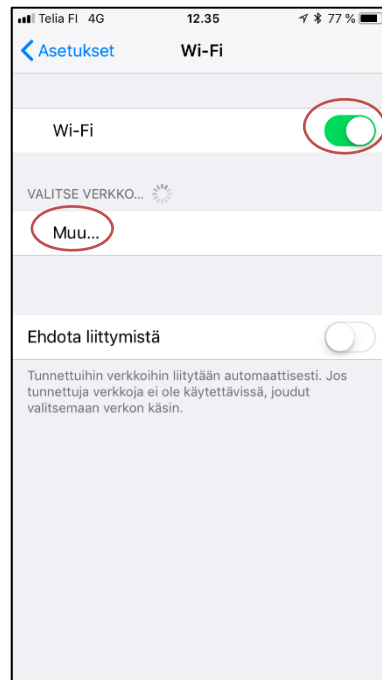 Telia FI 4G 12.35 77 %
Asetukset Wi-Fi
Wi-Fi
VALITSE VERKKO...
Muu...
Ehdota liittymistä
Tunnettuihin verkkoihin liitytään automaattisesti. Jos
tunnettuja verkkoja ei ole käytettävissä, joudut
valitsemaan verkon käsin.